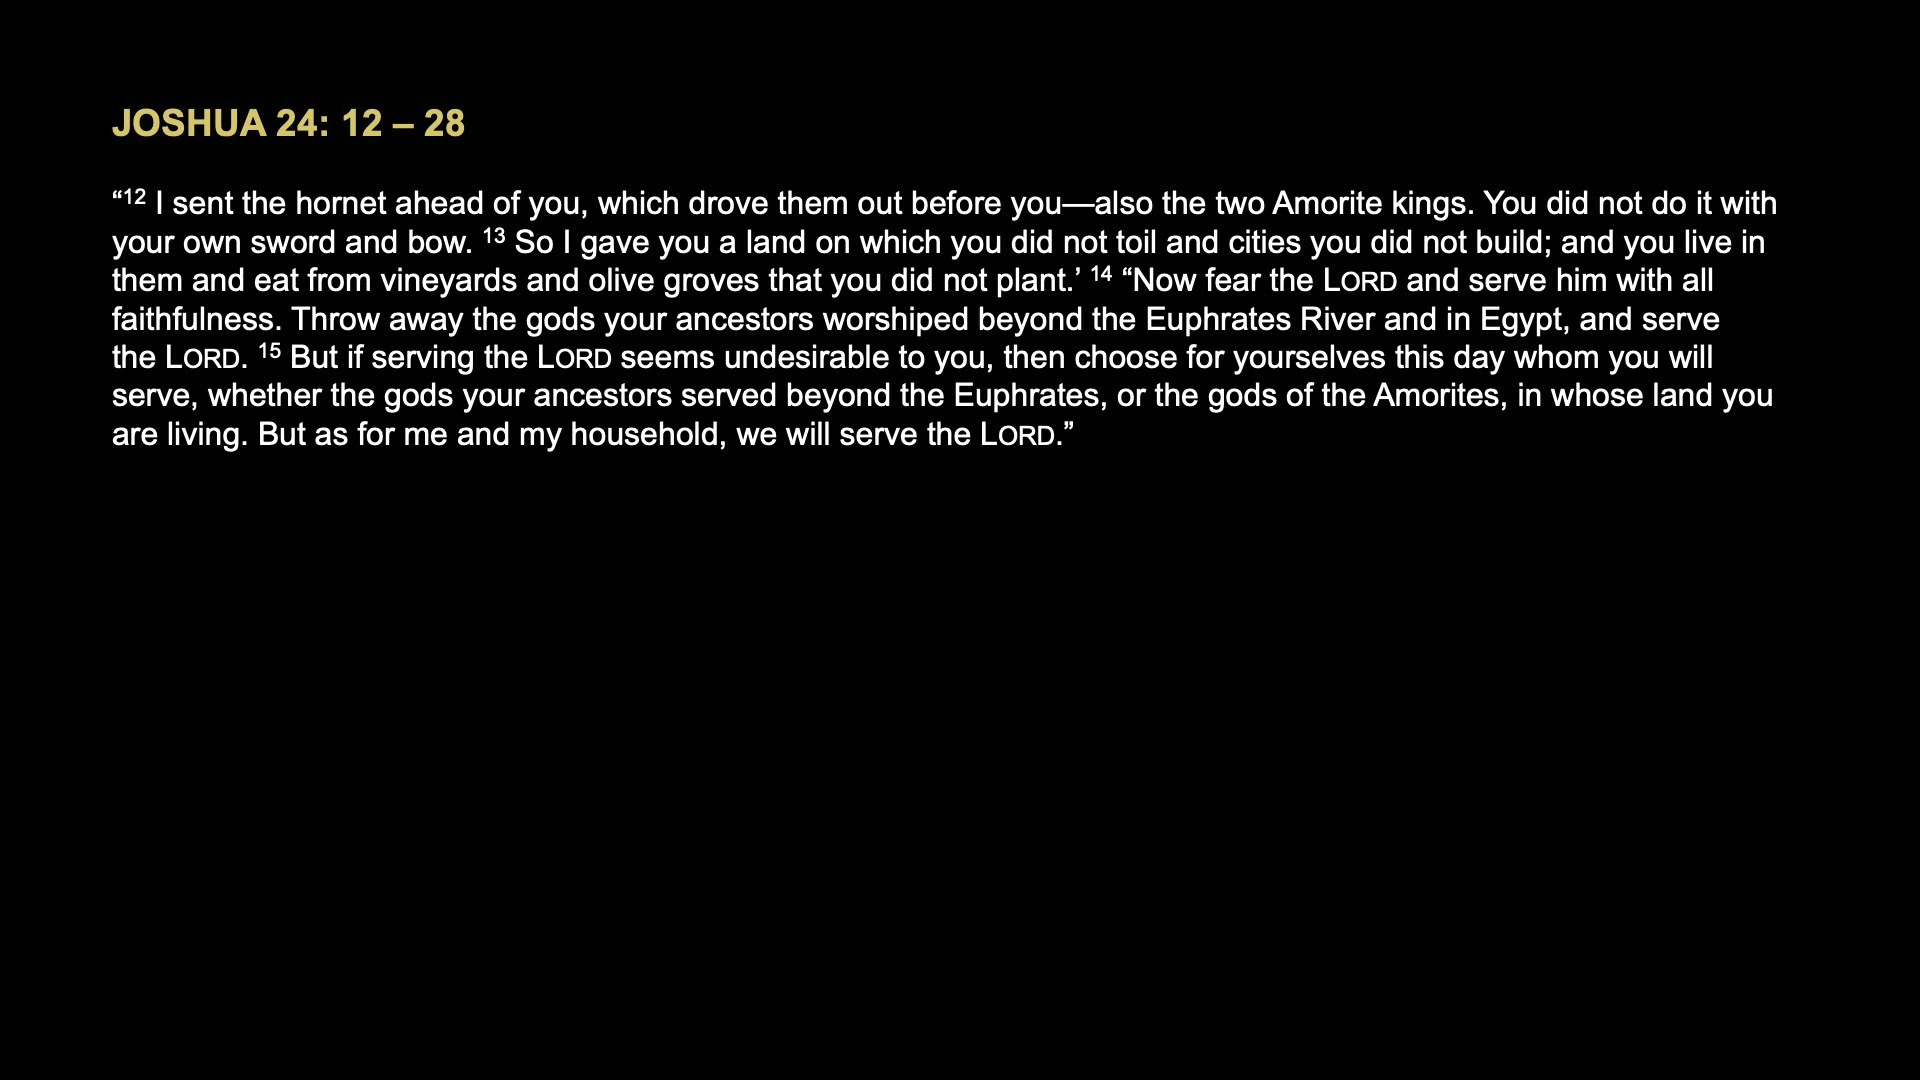 JOSHUA 24: 12 – 28
“12 I sent the hornet ahead of you, which drove them out before you—also the two Amorite kings. You did not do it with
your own sword and bow. 13 So I gave you a land on which you did not toil and cities you did not build; and you live in
them and eat from vineyards and olive groves that you did not plant.’ 14 “Now fear the LORD and serve him with all
faithfulness. Throw away the gods your ancestors worshiped beyond the Euphrates River and in Egypt, and serve
the LORD. 15 But if serving the LORD seems undesirable to you, then choose for yourselves this day whom you will
serve, whether the gods your ancestors served beyond the Euphrates, or the gods of the Amorites, in whose land you
are living. But as for me and my household, we will serve the LORD.”